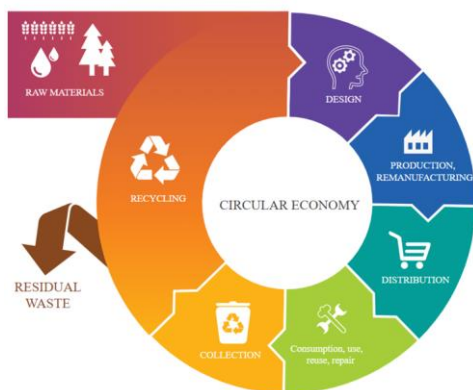 RAW MATERIALS
DESIGN
PRODUCTION,
REMANUFACTURING
RECYCLING
CIRCULAR ECONOMY
DISTRIBUTION
RESIDUAL
WASTE
COLLECTION
Consumption, use,
reuse, repair